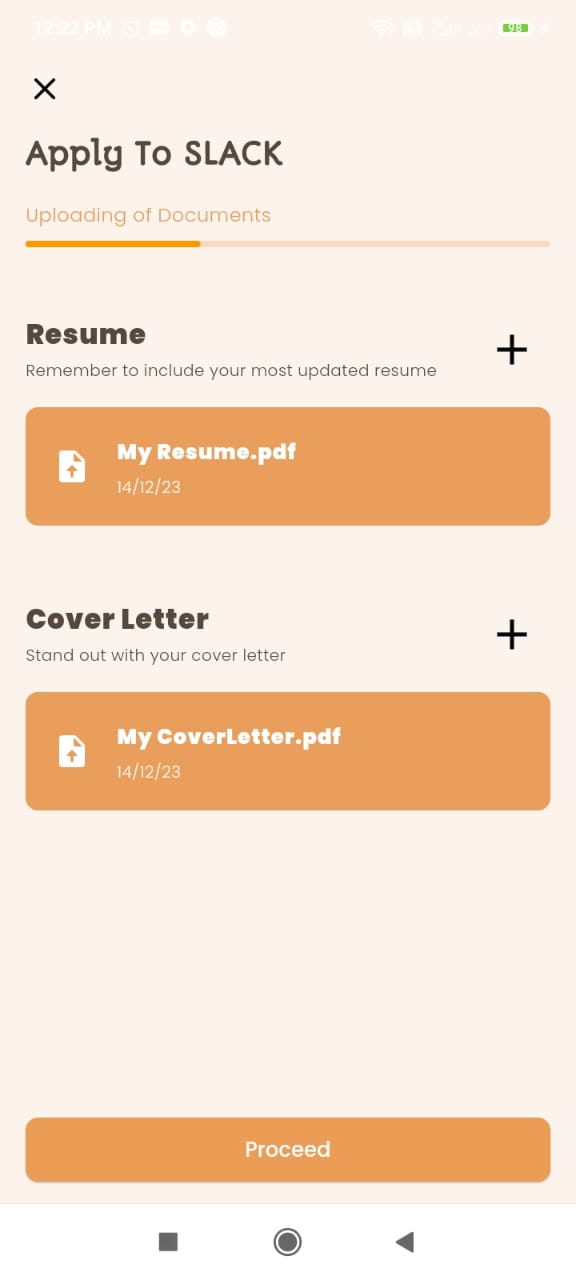 12:22 PM
98
Apply To SLACK
Uploading of Documents
Resume
Remember to include your most updated resume
My Resume.pdf
14/12/23
Cover Letter
Stand out with your cover letter
My CoverLetter.pdf
14/12/23
Proceed